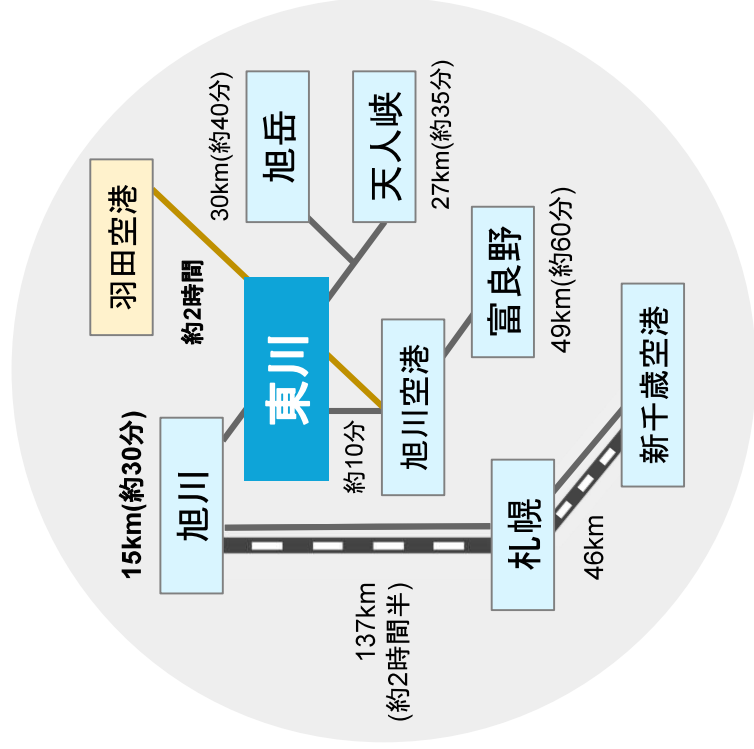 15km(約30分)
旭川
137km
(約2時間半)
羽田空港
約2時間
東川
約10分
旭川空港
札幌
46km
30km(約40分)
旭岳
天人峡
27km(約35分)
富良野
49km(約60分)
新千歳空港